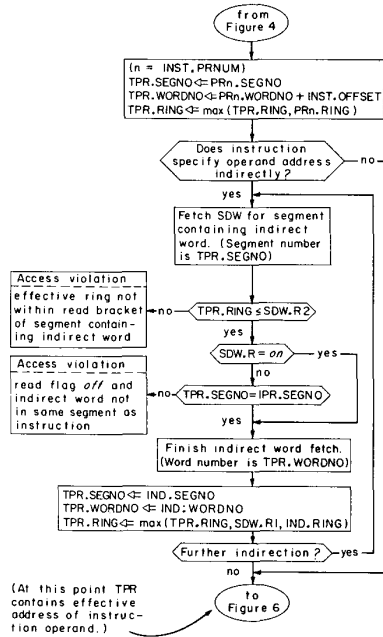 from
Figure 4
(n = INST.PRNUM)
TPR.SEGNO⇐PRn.SEGNO
TPR.WORDNO⇐PRn.WORDNO + INST.OFFSET
TPR.RING⇐max(TPR.RING,PRn.RING)
Does instruction
specify operand address
indirectly?
no
yes
Fetch SDW for segment
containing indirect
word. (Segment number
is TPR.SEGNO)
Access violation
effective ring not
within read bracket
of segment contain-
ing indirect word
no
TPR.RING≤SDW.R2
yes
SDW.R=on
yes
no
Access violation
read flag off and
indirect word not
in same segment as
instruction
no
TPR.SEGNO=IPR.SEGNO
yes
Finish indirect word fetch.
(Word number is TPR.WORDNO)
TPR.SEGNO⇐IND.SEGNO
TPR.WORDNO⇐IND.WORDNO
TPR.RING⇐max(TPR.RING,SDW.R1,IND.RING)
Further indirection?
yes
no
(At this point TPR
contains effective
address of instruc-
tion operand.)
to
Figure 6